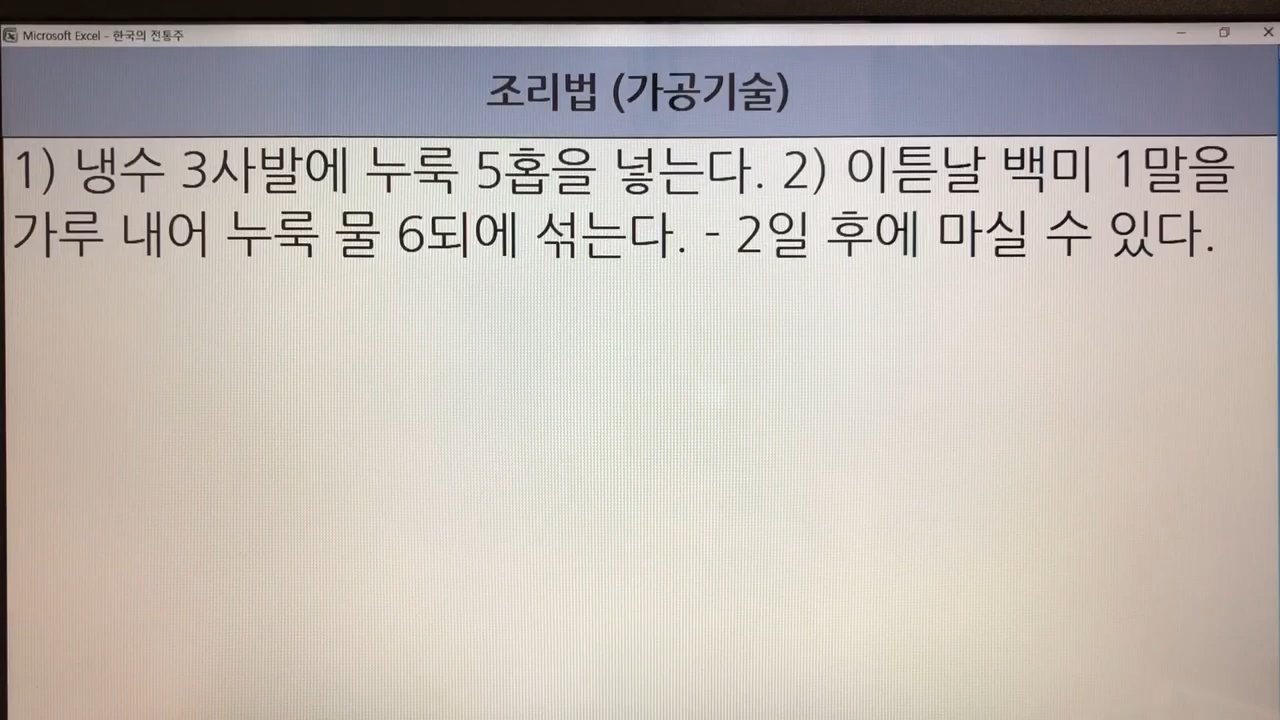 Microsoft Excel - 한국의 전통주
조리법 (가공기술)
1) 냉수 3사발에 누룩 5홉을 넣는다. 2) 이튿날 백미 1말을
가루 내어 누룩 물 6되에 섞는다. - 2일 후에 마실 수 있다.